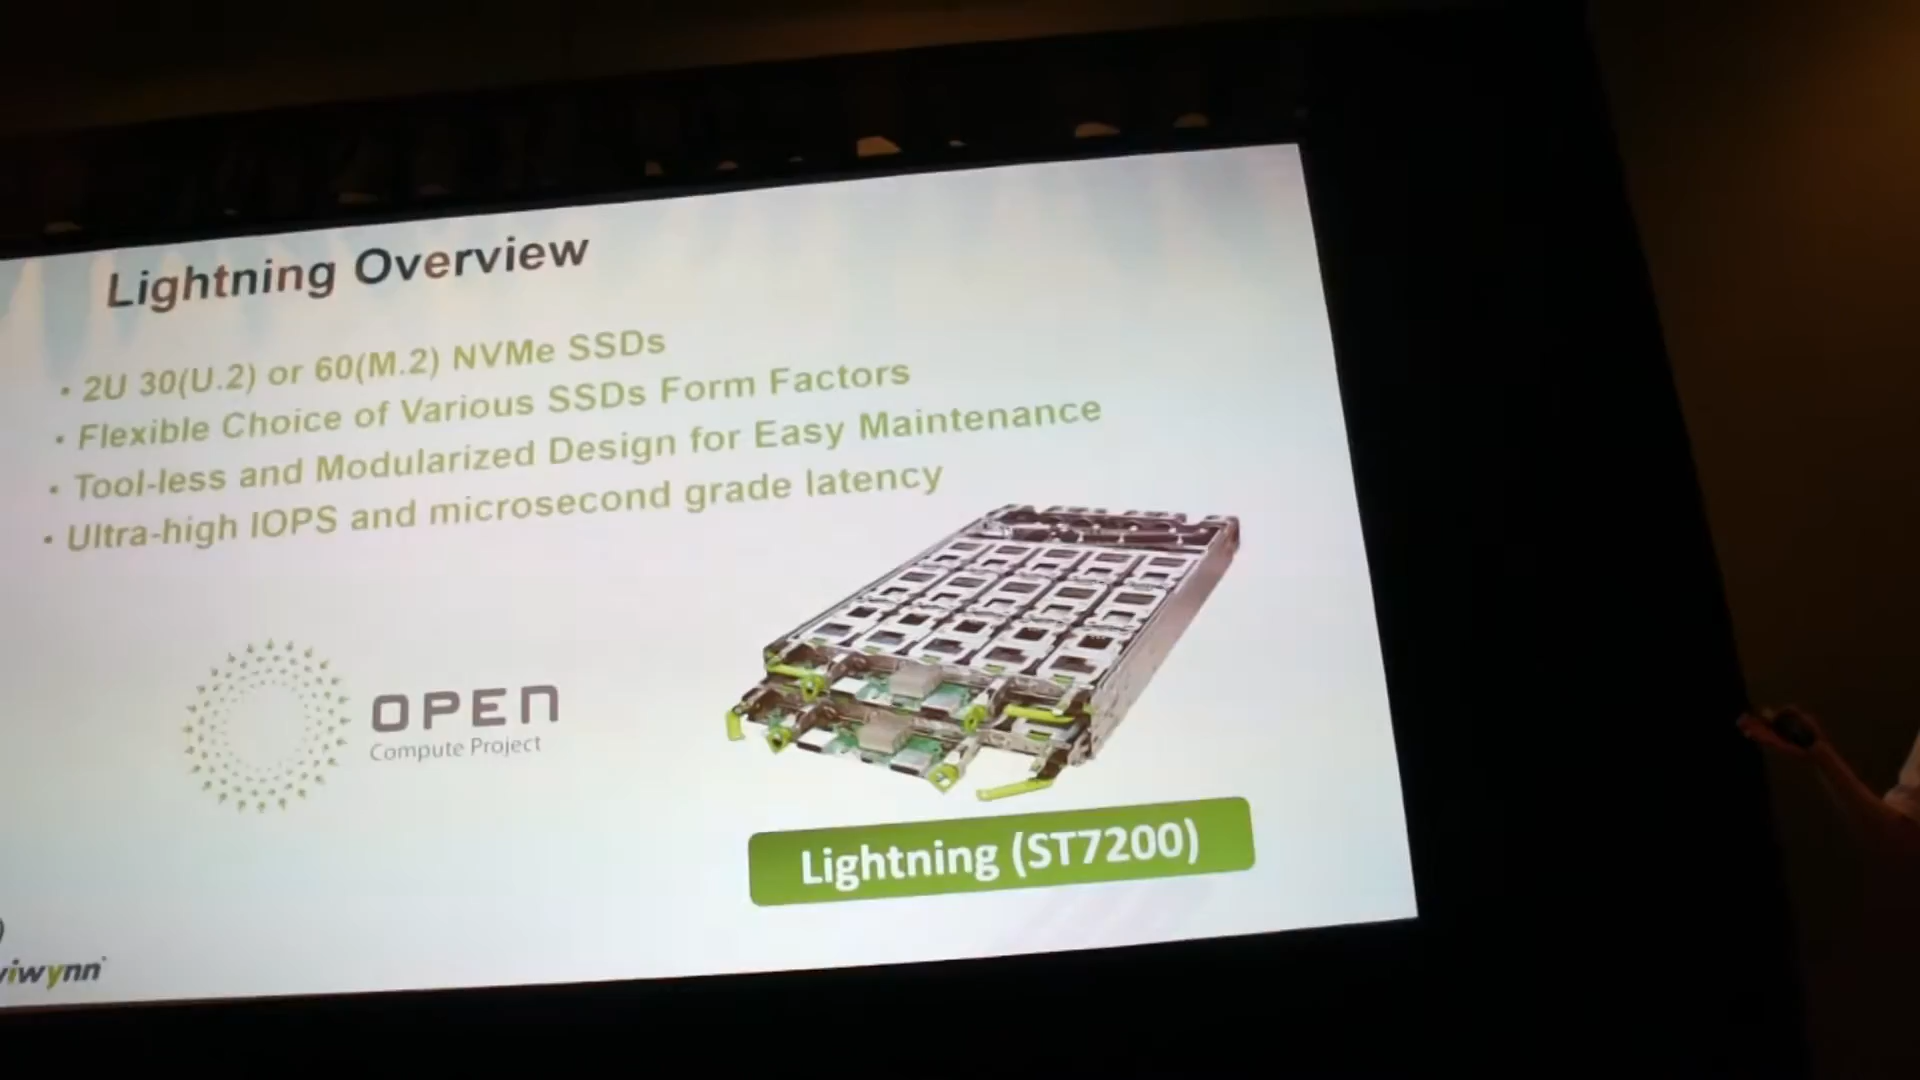 Lightning Overview
• 2U 30(U.2) or 60(M.2) NVMe SSDs
• Flexible Choice of Various SSDs Form Factors
• Tool-less and Modularized Design for Easy Maintenance
• Ultra-high IOPS and microsecond grade latency
OPEN
Compute Project
Lightning (ST7200)
wiwynn